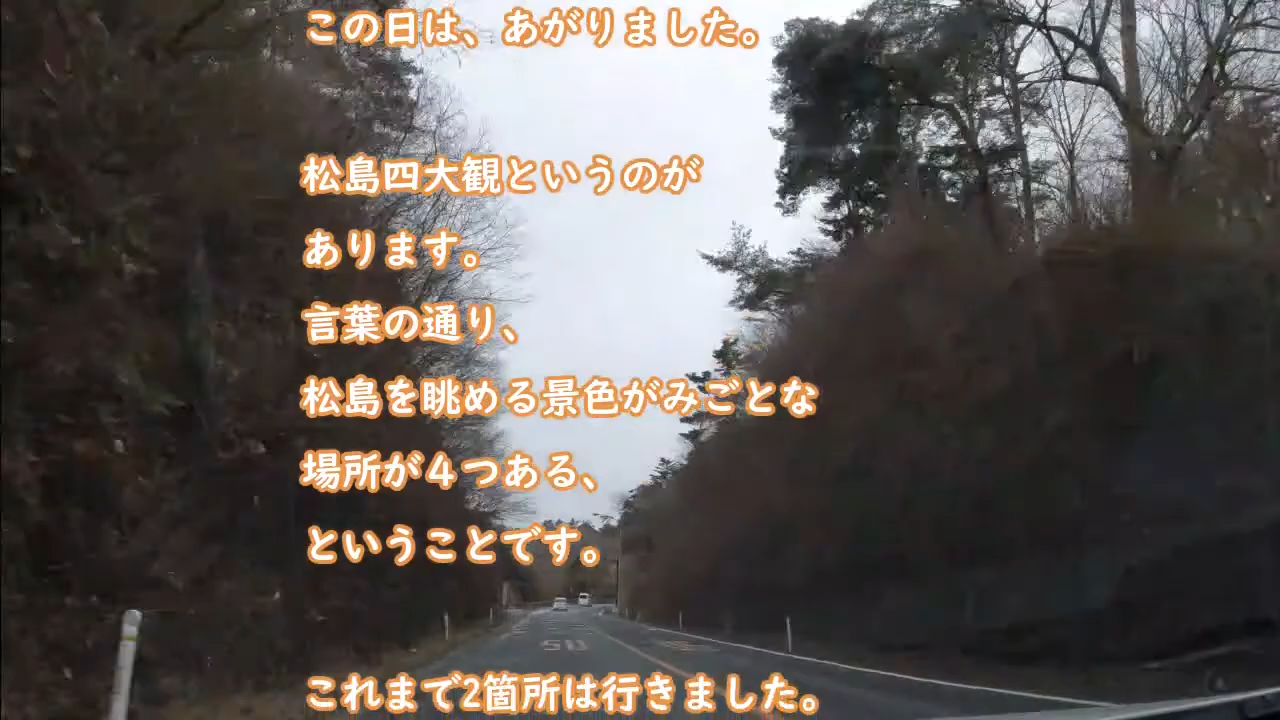 この日は、あがりました。
松島四大観というのが
あります。
言葉の通り、
松島を眺める景色がみごとな
場所が４つある、
ということです。
これまで2箇所は行きました。